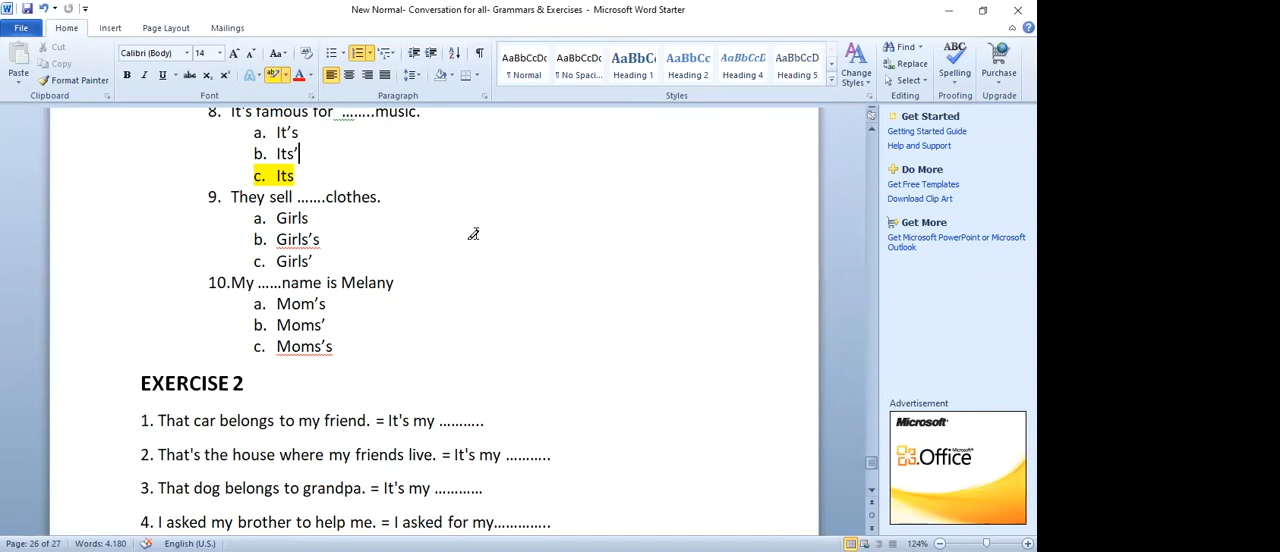 New Normal- Conversation for all- Grammars & Exercises - Microsoft Word Starter
File Home Insert Page Layout Mailings
Paste
Cut
Copy
Format Painter
Clipboard
Calibri (Body) 14
B I U abc X₂ X²
Font
Paragraph
AaBbCcDc AaBbCcDc AaBbC AaBbCc AaBbCcDc AaBbCcDc
¶ Normal ¶ No Spaci... Heading 1 Heading 2 Heading 4 Heading 5
Change Styles
Styles
Find
Replace
Select
Editing
ABC
Spelling
Proofing
Purchase
Upgrade
8. It's famous for ……..music.
a. It's
b. Its'
c. Its
9. They sell …….clothes.
a. Girls
b. Girls's
c. Girls'
10.My ……name is Melany
a. Mom's
b. Moms'
c. Moms's
EXERCISE 2
1. That car belongs to my friend. = It's my ………..
2. That's the house where my friends live. = It's my ………..
3. That dog belongs to grandpa. = It's my …………
4. I asked my brother to help me. = I asked for my…………..
Get Started
Getting Started Guide
Help and Support
Do More
Get Free Templates
Download Clip Art
Get More
Get Microsoft PowerPoint or Microsoft
Outlook
Advertisement
Microsoft
Office
Page: 26 of 27 Words: 4.180 English (U.S.) 124%